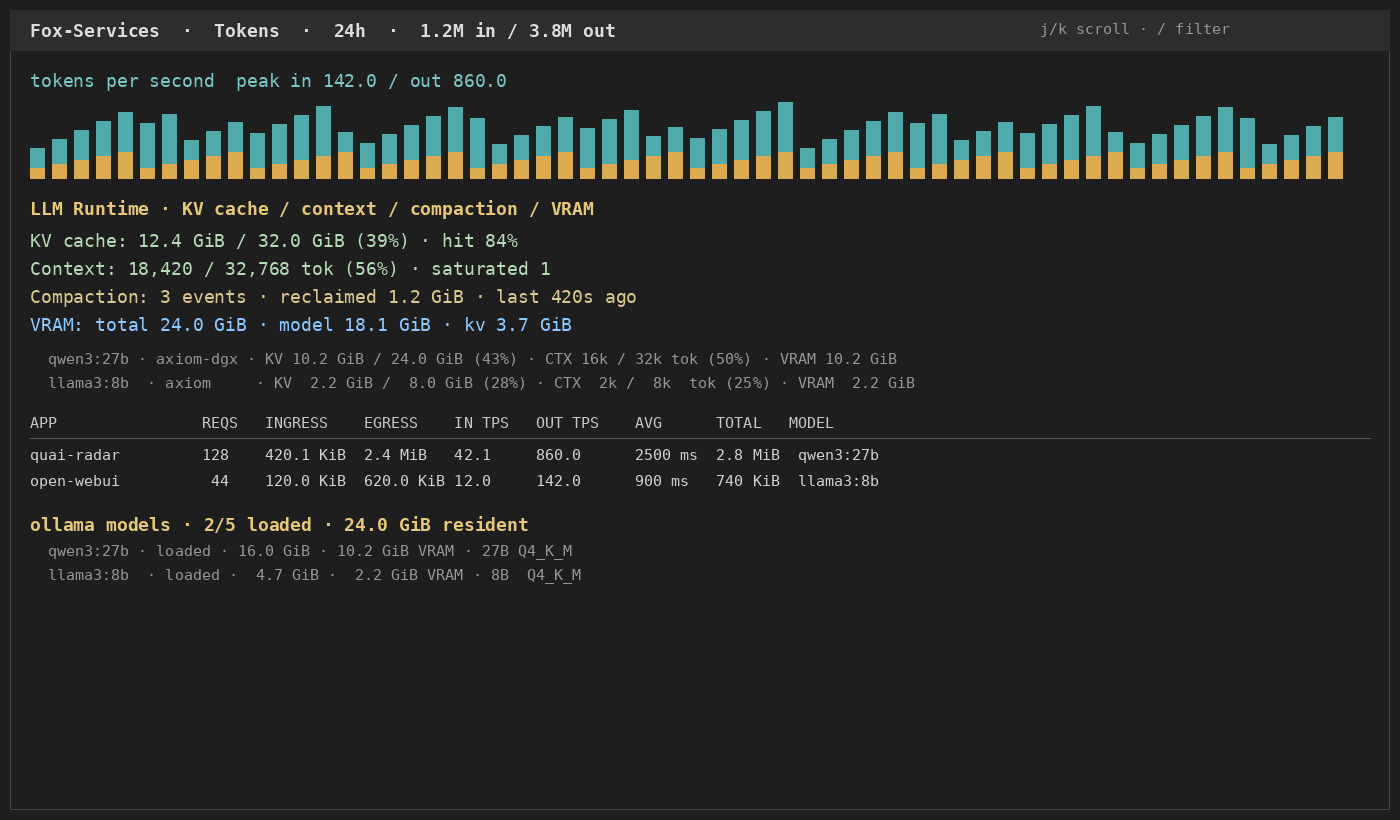 Fox-Services · Tokens · 24h · 1.2M in / 3.8M out j/k scroll · / filter
tokens per second peak in 142.0 / out 860.0
LLM Runtime · KV cache / context / compaction / VRAM
KV cache: 12.4 GiB / 32.0 GiB (39%) · hit 84%
Context: 18,420 / 32,768 tok (56%) · saturated 1
Compaction: 3 events · reclaimed 1.2 GiB · last 420s ago
VRAM: total 24.0 GiB · model 18.1 GiB · kv 3.7 GiB
qwen3:27b · axiom-dgx · KV 10.2 GiB / 24.0 GiB (43%) · CTX 16k / 32k tok (50%) · VRAM 10.2 GiB
llama3:8b · axiom · KV 2.2 GiB / 8.0 GiB (28%) · CTX 2k / 8k tok (25%) · VRAM 2.2 GiB
APP REQS INGRESS EGRESS IN TPS OUT TPS AVG TOTAL MODEL
quai-radar 128 420.1 KiB 2.4 MiB 42.1 860.0 2500 ms 2.8 MiB qwen3:27b
open-webui 44 120.0 KiB 620.0 KiB 12.0 142.0 900 ms 740 KiB llama3:8b
ollama models · 2/5 loaded · 24.0 GiB resident
qwen3:27b · loaded · 16.0 GiB · 10.2 GiB VRAM · 27B Q4_K_M
llama3:8b · loaded · 4.7 GiB · 2.2 GiB VRAM · 8B Q4_K_M